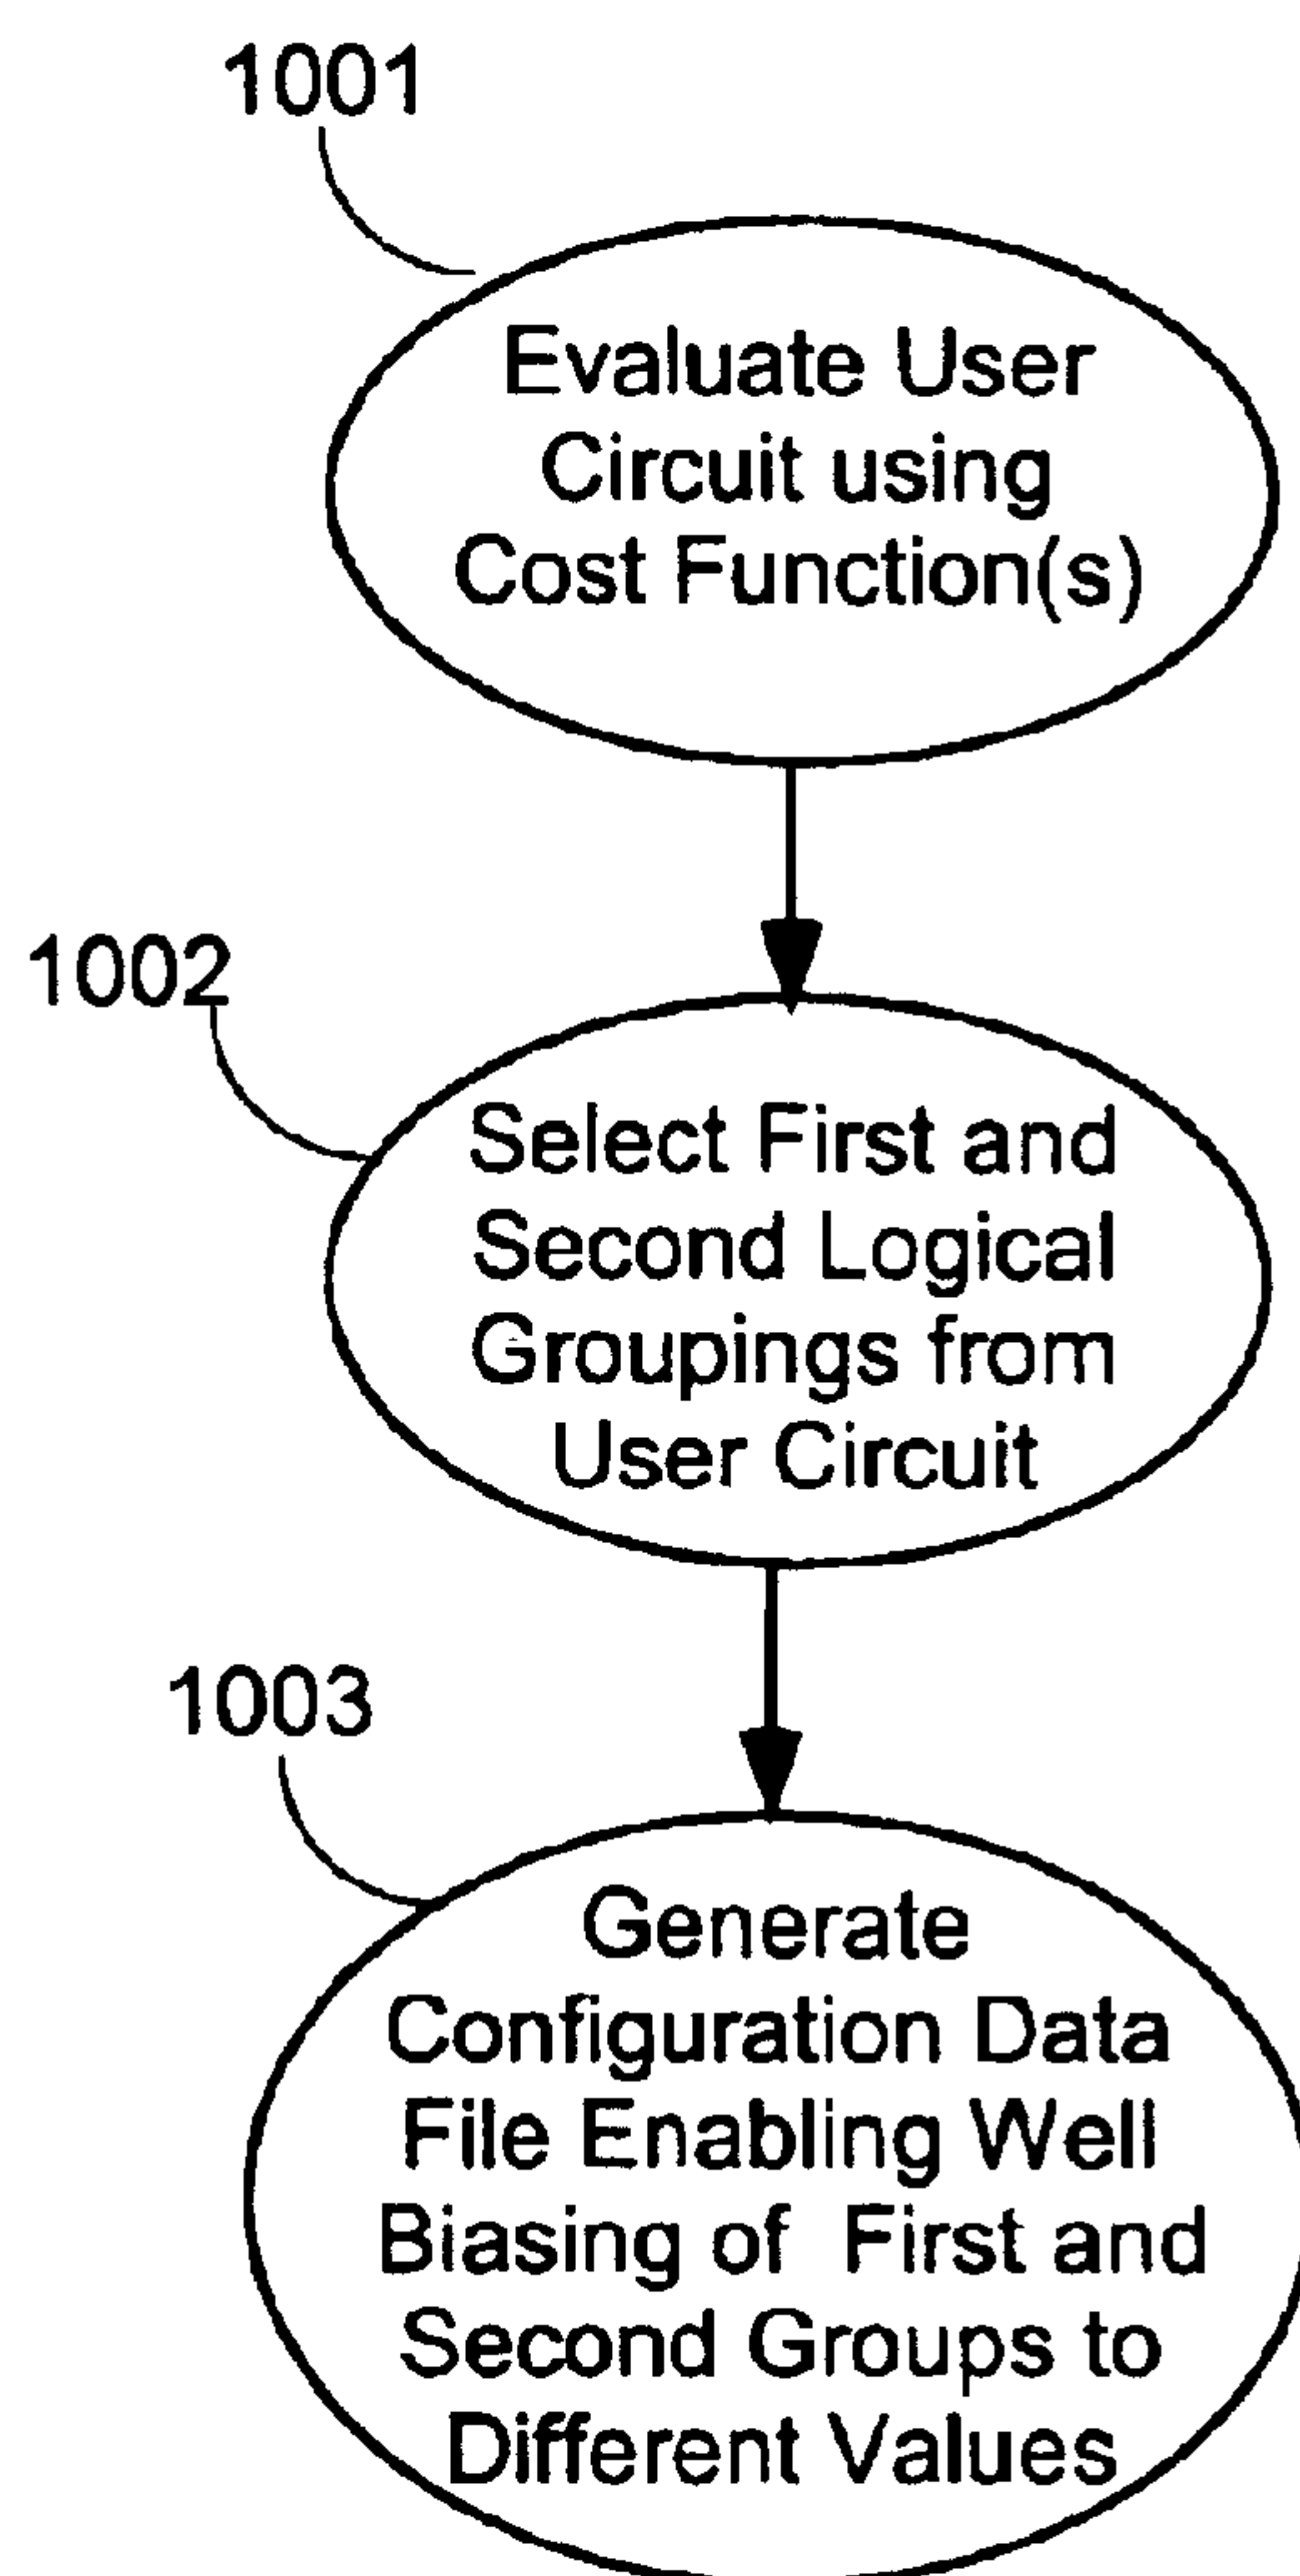 1001
Evaluate User
Circuit using
Cost Function(s)
1002
Select First and
Second Logical
Groupings from
User Circuit
1003
Generate
Configuration Data
File Enabling Well
Biasing of First and
Second Groups to
Different Values